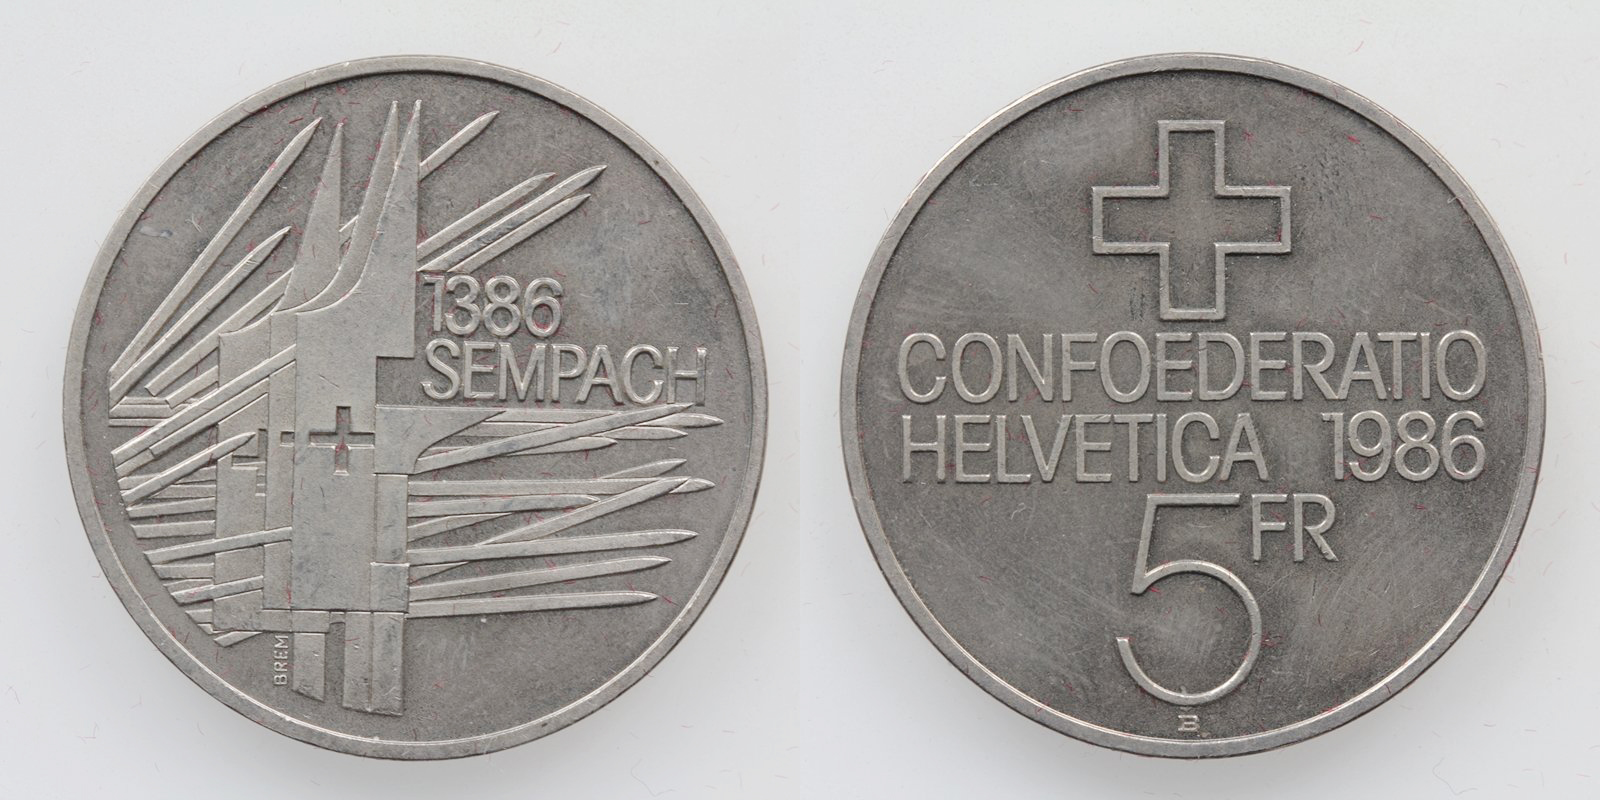 1386
SEMPACH
BREM
CONFOEDERATIO
HELVETICA 1986
5 FR
B